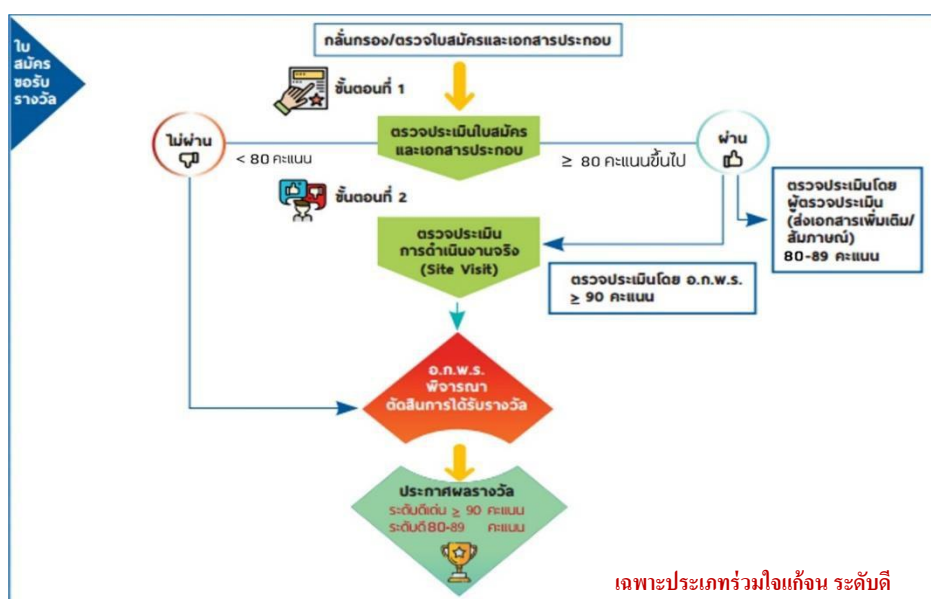 ใบ
สมัคร
ขอรับ
รางวัล
กลั่นกรอง/ตรวจใบสมัครและเอกสารประกอบ
ขั้นตอนที่ 1
ตรวจประเมินใบสมัคร
และเอกสารประกอบ
ไม่ผ่าน
< 80 คะแนน
≥ 80 คะแนนขึ้นไป
ผ่าน
ตรวจประเมินโดย
ผู้ตรวจประเมิน
(ส่งเอกสารเพิ่มเติม/
สัมภาษณ์)
80-89 คะแนน
ขั้นตอนที่ 2
ตรวจประเมิน
การดำเนินงานจริง
(Site Visit)
ตรวจประเมินโดย อ.ก.พ.ร.
≥ 90 คะแนน
อ.ก.พ.ร.
พิจารณา
ตัดสินการได้รับรางวัล
ประกาศผลรางวัล
ระดับดีเด่น ≥ 90 คะแนน
ระดับดี 80-89 คะแนน
เฉพาะประเภทร่วมใจแก้จน ระดับดี